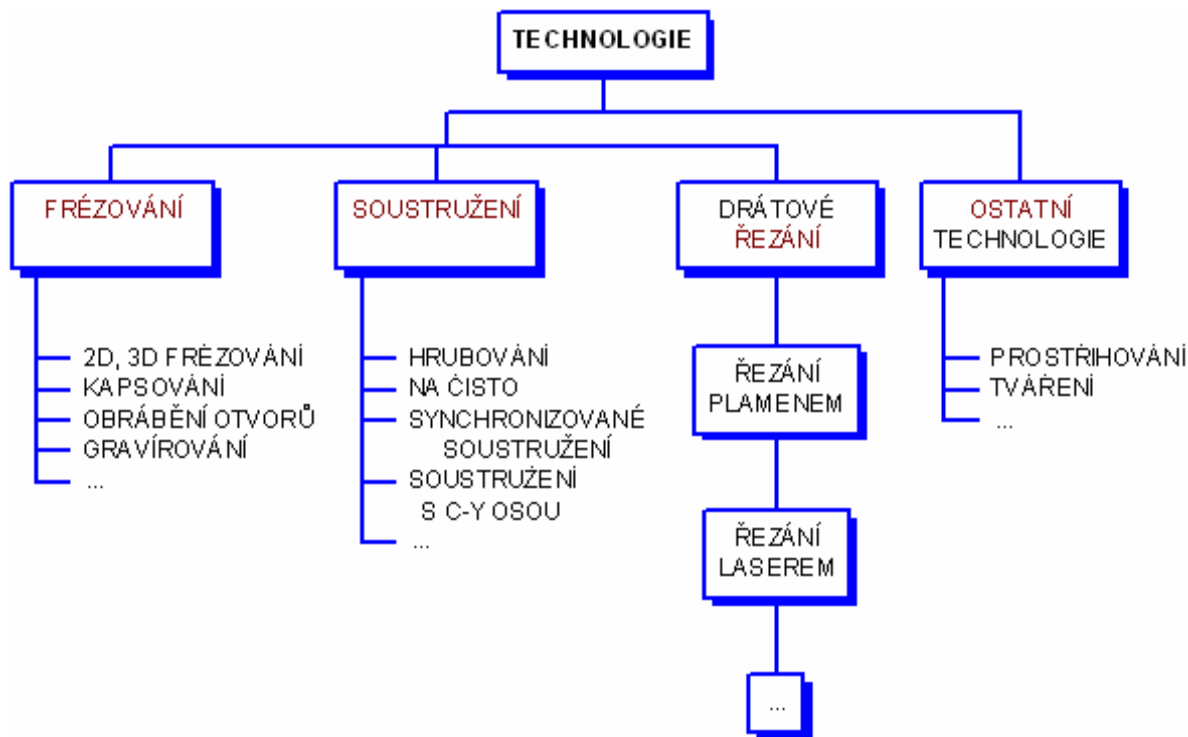 TECHNOLOGIE
FRÉZOVÁNÍ
2D, 3D FRÉZOVÁNÍ
KAPSOVÁNÍ
OBRÁBĚNÍ OTVORŮ
GRAVÍROVÁNÍ
...
SOUSTRUŽENÍ
HRUBOVÁNÍ
NA ČISTO
SYNCHRONIZOVANÉ
SOUSTRUŽENÍ
SOUSTRUŽENÍ
S C-Y OSOU
...
DRÁTOVÉ
ŘEZÁNÍ
ŘEZÁNÍ
PLAMENEM
ŘEZÁNÍ
LASEREM
...
OSTATNÍ
TECHNOLOGIE
PROSTŘIHOVÁNÍ
TVÁŘENÍ
...